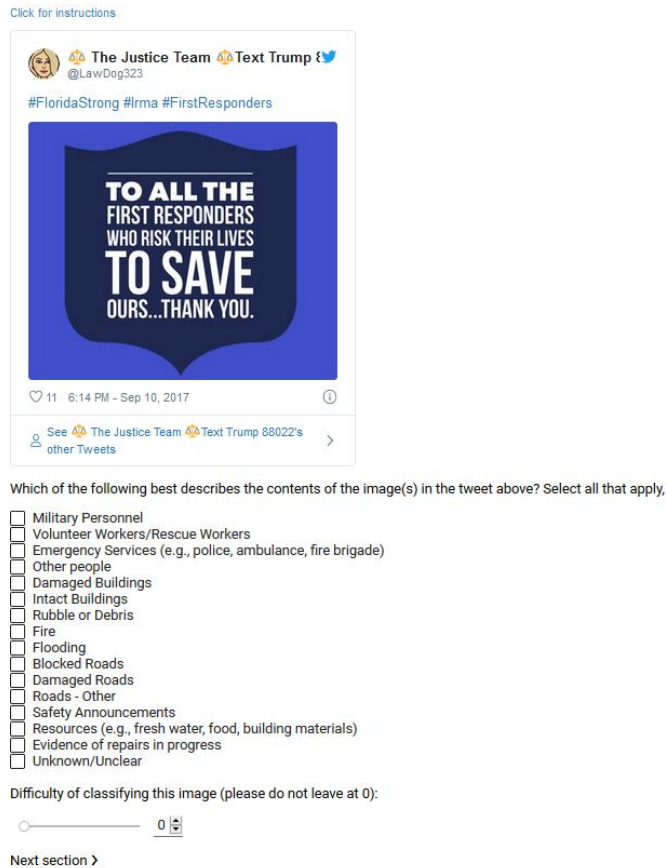 Click for instructions
The Justice Team Text Trump 8
@LawDog323
#FloridaStrong #Irma #FirstResponders
TO ALL THE
FIRST RESPONDERS
WHO RISK THEIR LIVES
TO SAVE
OURS...THANK YOU.
11 6:14 PM - Sep 10, 2017
See The Justice Team Text Trump 88022's
other Tweets
Which of the following best describes the contents of the image(s) in the tweet above? Select all that apply,
Military Personnel
Volunteer Workers/Rescue Workers
Emergency Services (e.g., police, ambulance, fire brigade)
Other people
Damaged Buildings
Intact Buildings
Rubble or Debris
Fire
Flooding
Blocked Roads
Damaged Roads
Roads - Other
Safety Announcements
Resources (e.g., fresh water, food, building materials)
Evidence of repairs in progress
Unknown/Unclear
Difficulty of classifying this image (please do not leave at 0):
0
Next section >